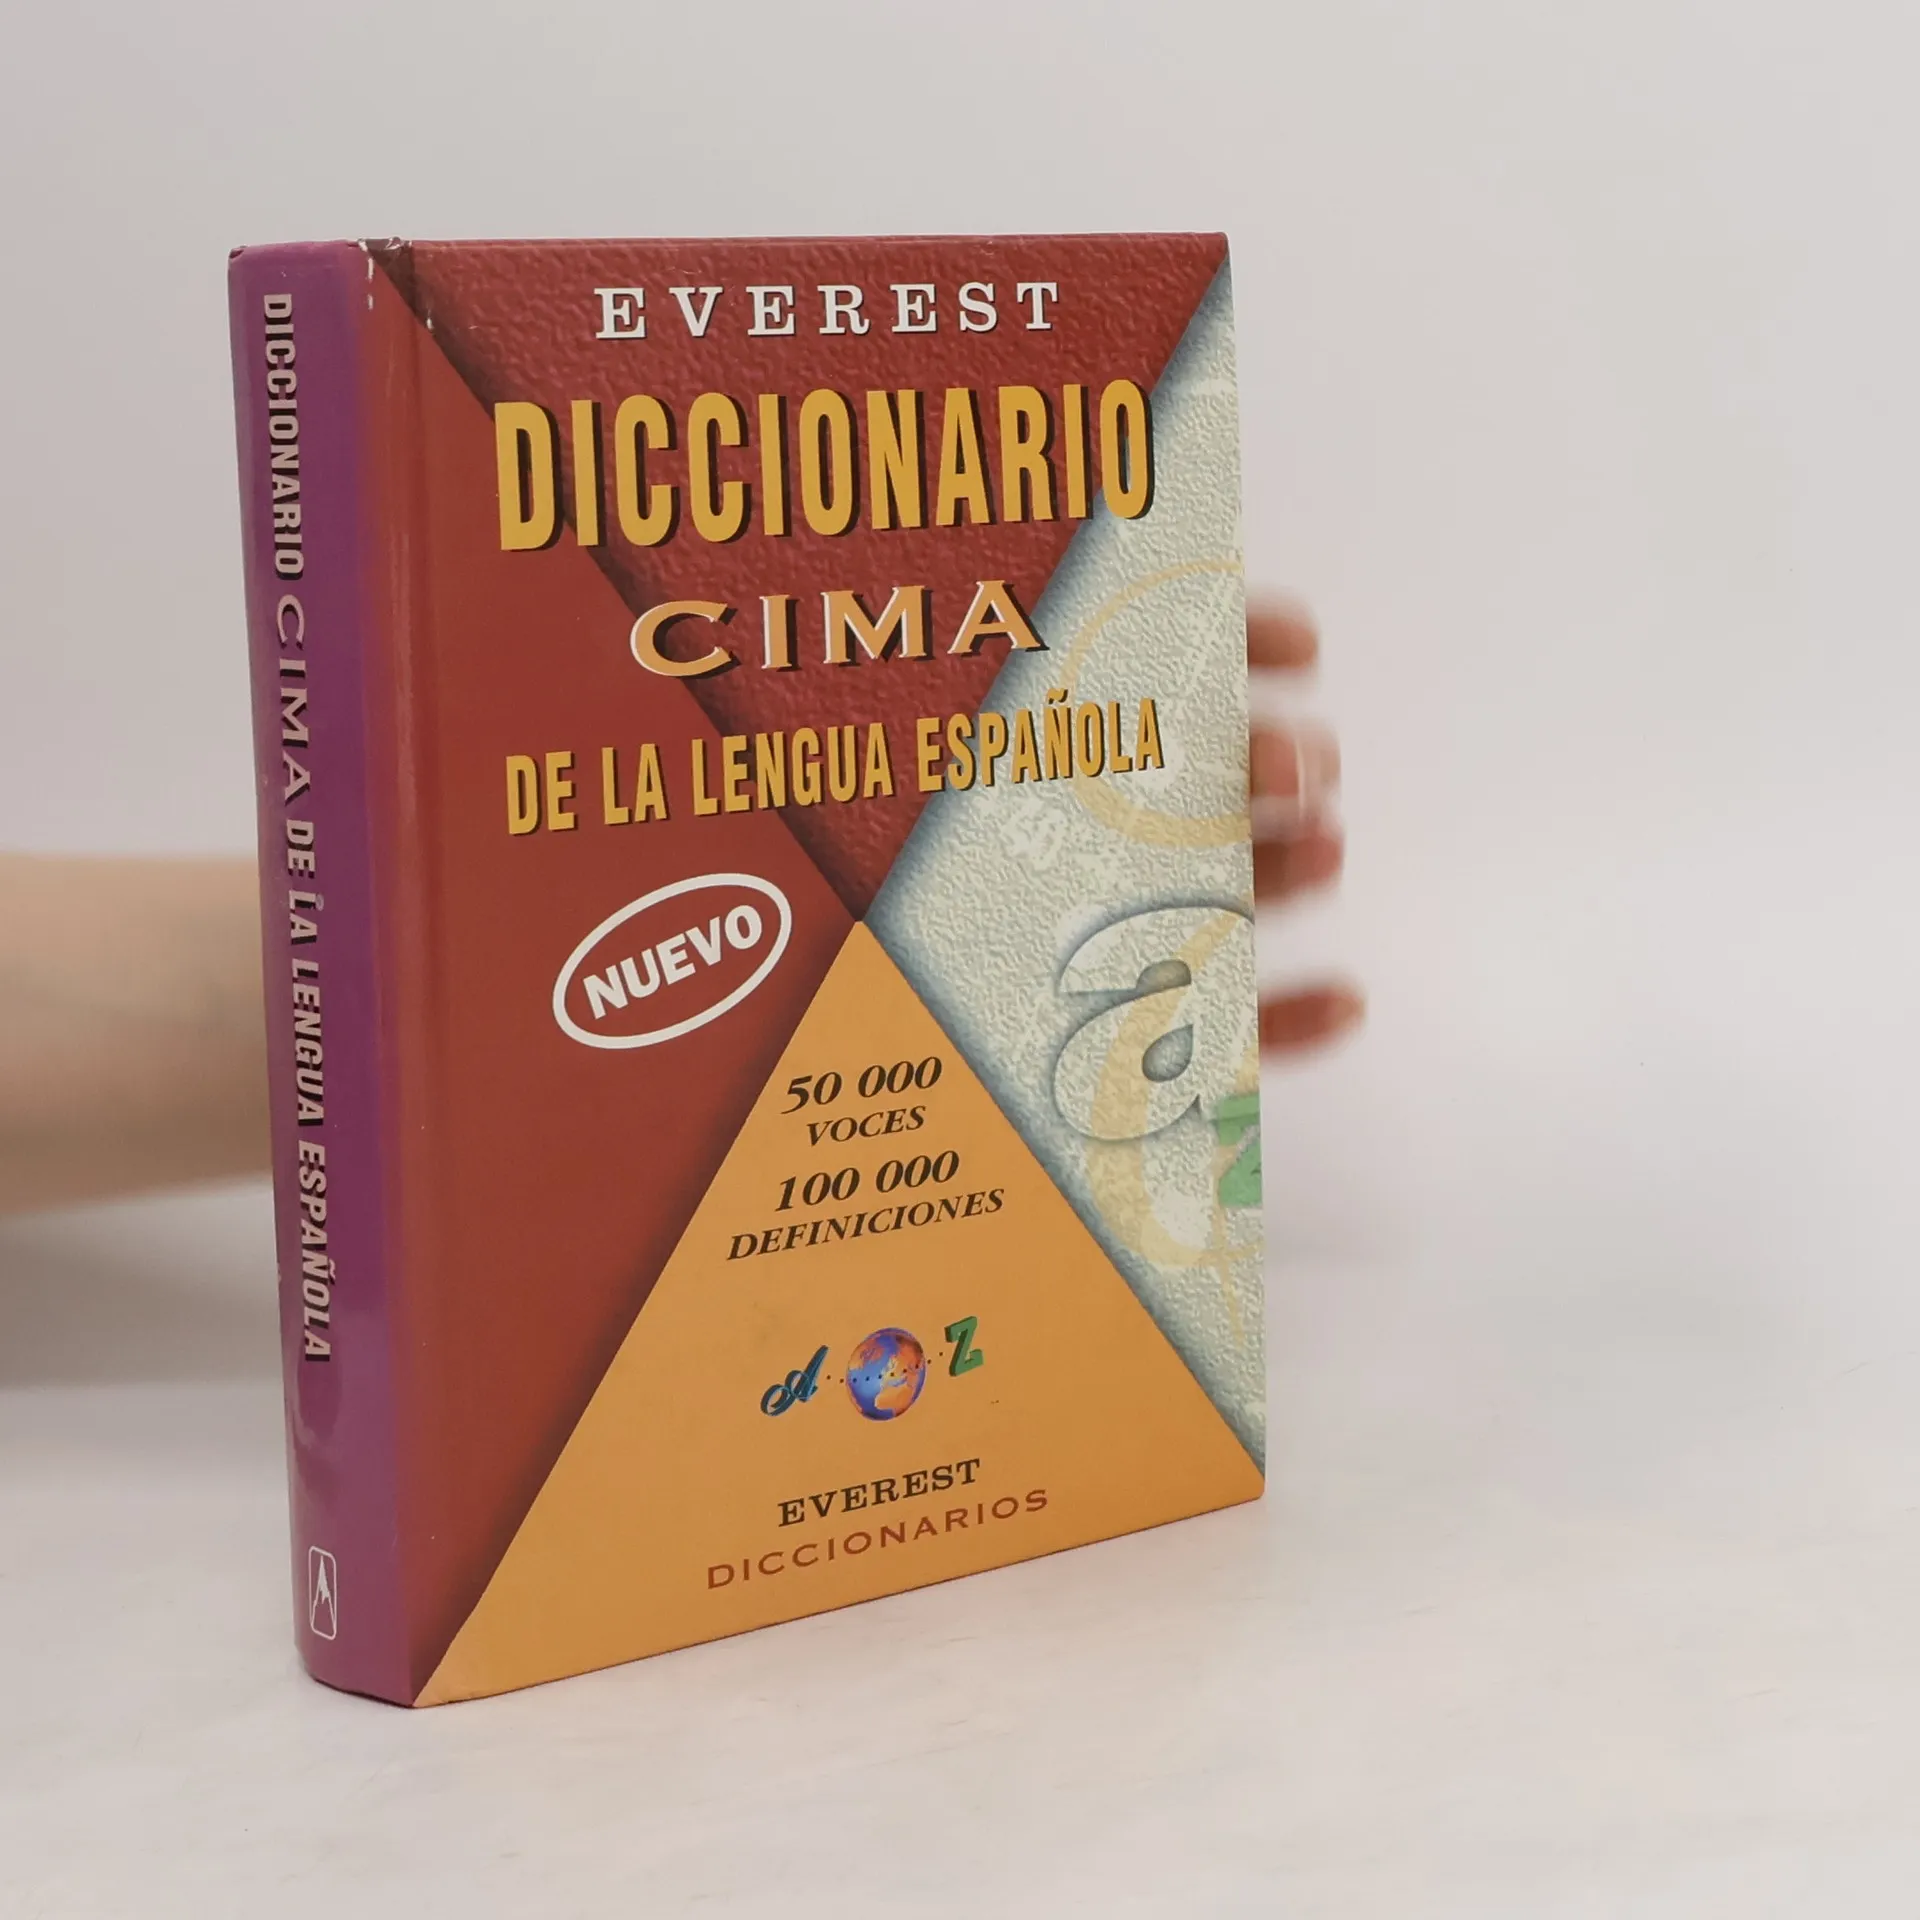 DICCIONARIO CIMA DE LA LENGUA ESPAÑOLA
EVEREST
DICCIONARIO
CIMA
DE LA LENGUA ESPAÑOLA
NUEVO
50 000
VOCES
100 000
DEFINICIONES
A Z
a
Z
EVEREST
DICCIONARIOS